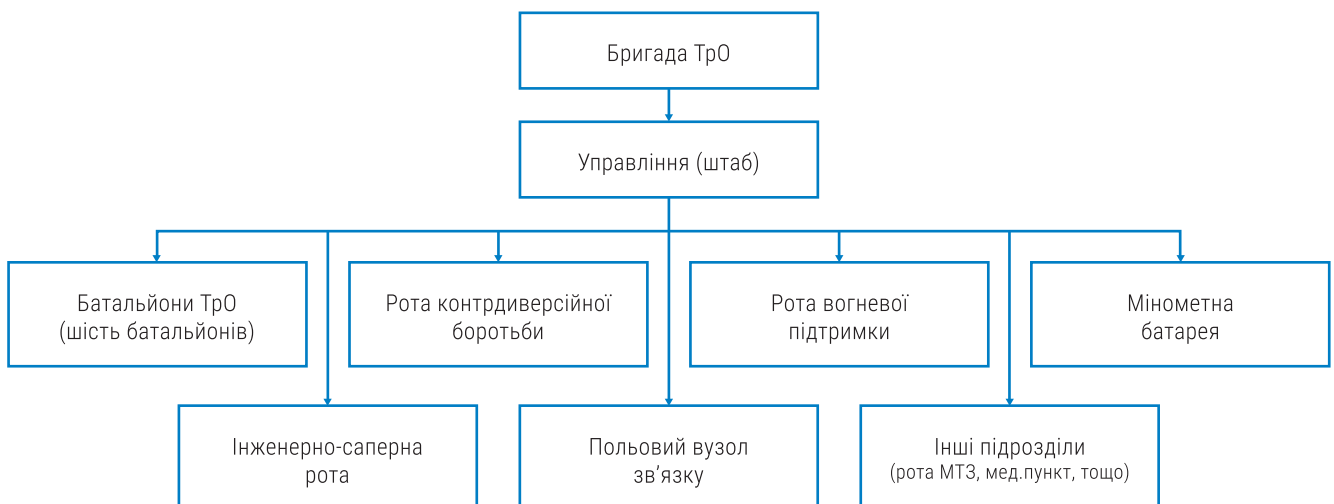 Бригада ТрО
Управління (штаб)
Батальйони ТрО
(шість батальйонів)
Рота контрдиверсійної
боротьби
Рота вогневої
підтримки
Мінометна
батарея
Інженерно-саперна
рота
Польовий вузол
зв’язку
Інші підрозділи
(рота МТЗ, мед.пункт, тощо)